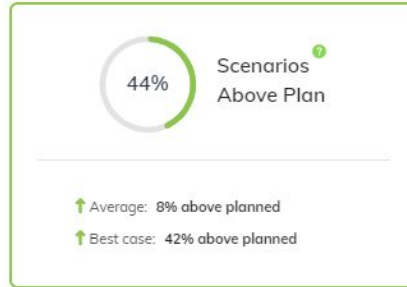 44%
Scenarios ?
Above Plan
Average: 8% above planned
Best case: 42% above planned